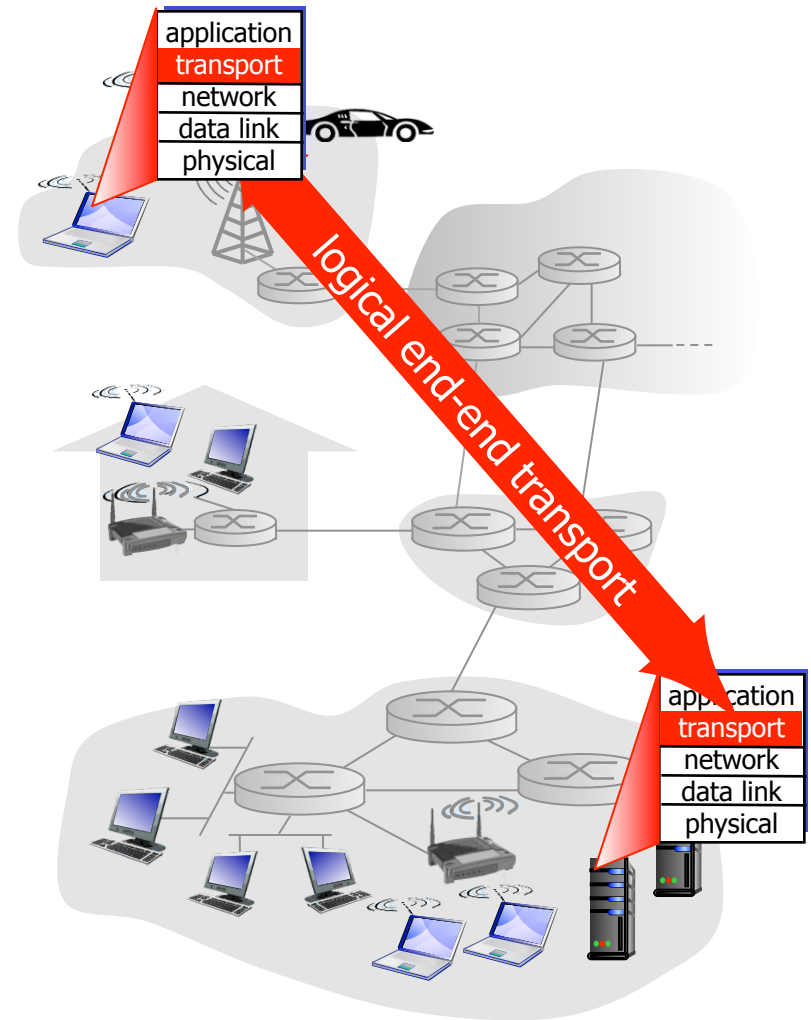 application
transport
network
data link
physical
logical end-end transport
application
transport
network
data link
physical